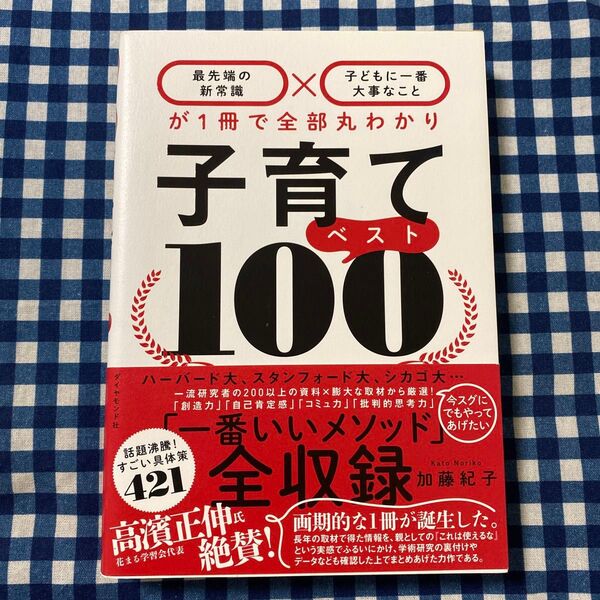 最先端の
新常識
×
子どもに一番
大事なこと
が1冊で全部丸わかり
子育て
ベスト
100
ダイヤモンド社
ハーバード大、スタンフォード大、シカゴ大…
一流研究者の200以上の資料×膨大な取材から厳選!
「創造力」「自己肯定感」「コミュ力」「批判的思考力」
今スグに
でもやって
あげたい
「一番いいメソッド」
全収録
話題沸騰!
すごい具体策
421
Kato Noriko
加藤紀子
高濱正伸氏
花まる学習会代表
絶賛!
画期的な1冊が誕生した。
長年の取材で得た情報を、親としての「これは使えるな」
という実感でふるいにかけ、学術研究の裏付けや
データなども確認した上でまとめあげた力作である。